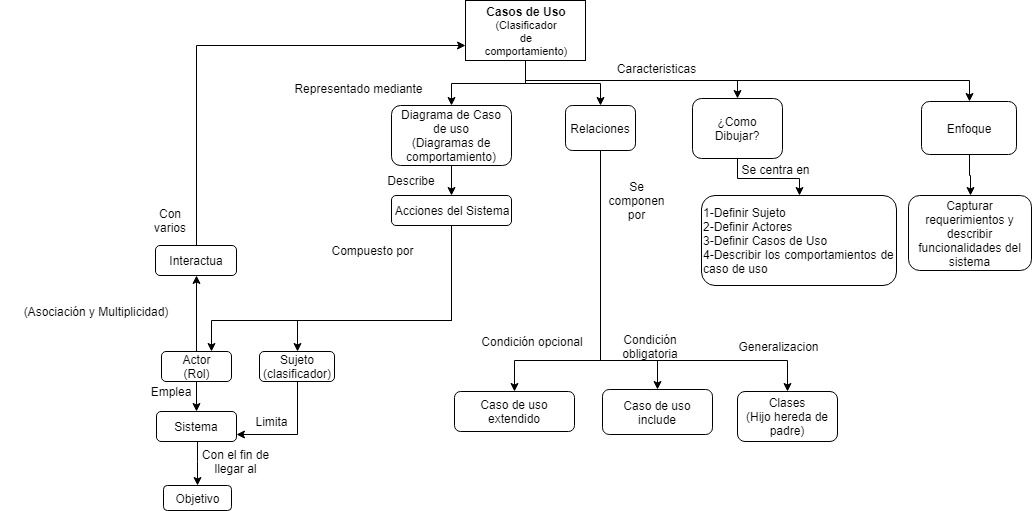 Casos de Uso
(Clasificador
de
comportamiento)
Caracteristicas
Representado mediante
Diagrama de Caso
de uso
(Diagramas de
comportamiento)
Relaciones
¿Como
Dibujar?
Enfoque
Describe
Se centra en
Acciones del Sistema
Se
componen
por
1-Definir Sujeto
2-Definir Actores
3-Definir Casos de Uso
4-Describir los comportamientos de
caso de uso
Capturar
requerimientos y
describir
funcionalidades del
sistema
Con
varios
Interactua
Compuesto por
(Asociación y Multiplicidad)
Actor
(Rol)
Sujeto
(clasificador)
Condición opcional
Condición
obligatoria
Generalizacion
Emplea
Limita
Sistema
Caso de uso
extendido
Caso de uso
include
Clases
(Hijo hereda de
padre)
Con el fin de
llegar al
Objetivo